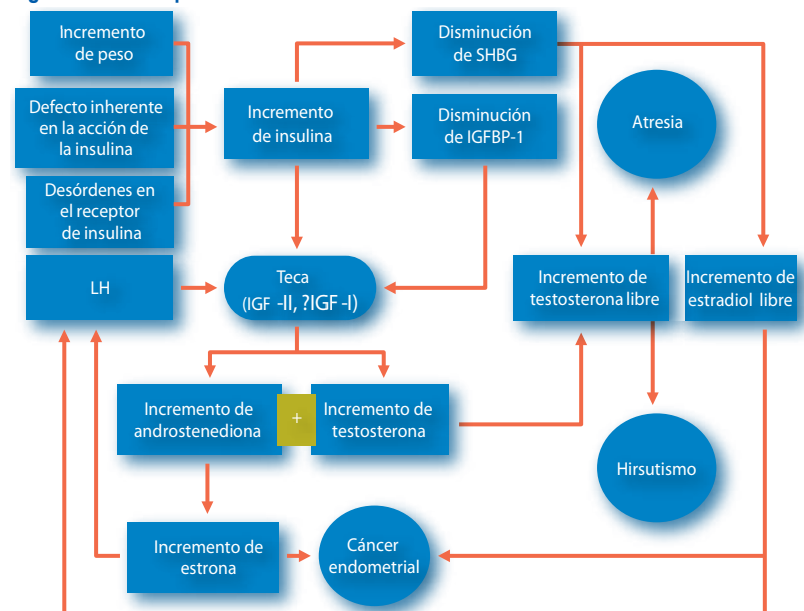 Incremento
de peso
Defecto inherente
en la acción de
la insulina
Desórdenes en
el receptor
de insulina
LH
Incremento
de insulina
Disminución
de SHBG
Disminución
de IGFBP-1
Atresia
Teca
(IGF -II, ?IGF -I)
Incremento de
testosterona libre
Incremento de
estradiol libre
Incremento de
androstenediona
+
Incremento de
testosterona
Hirsutismo
Incremento de
estrona
Cáncer
endometrial